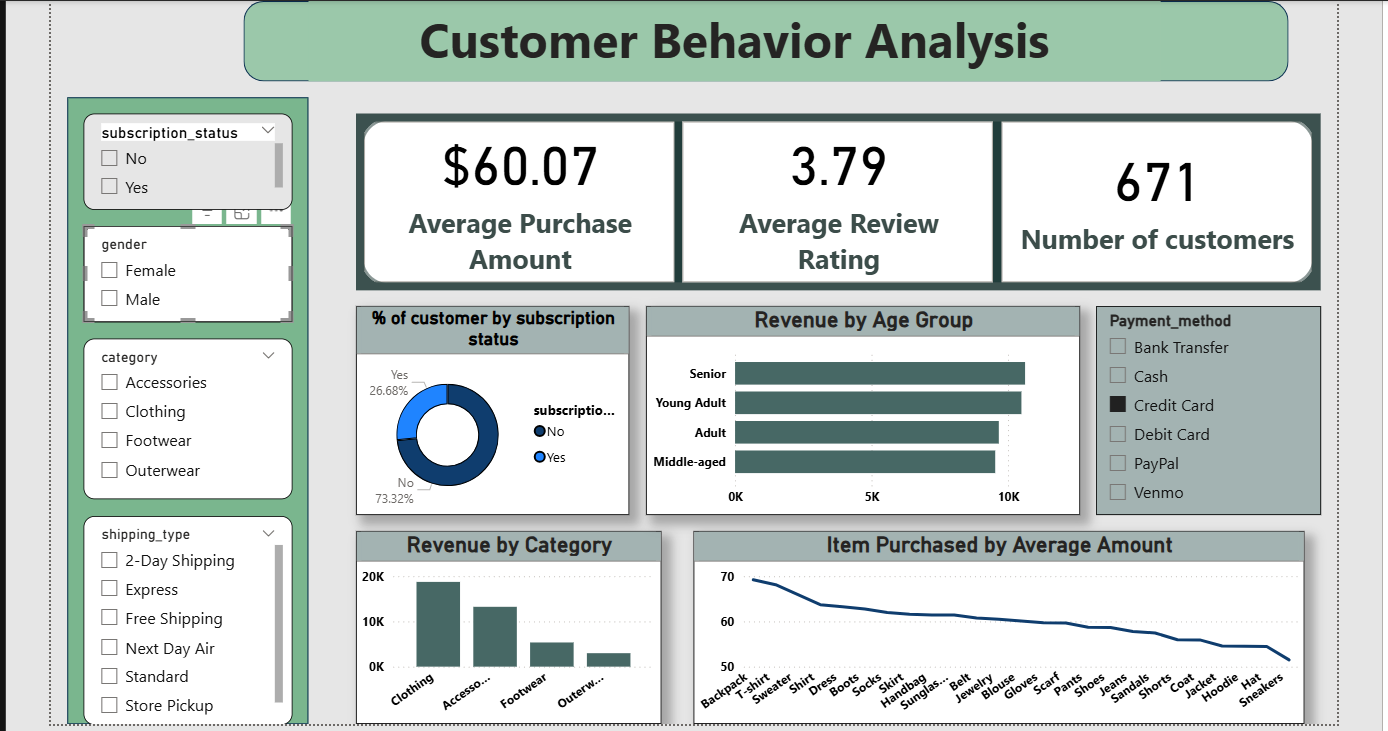 Customer Behavior Analysis
subscription_status
No
Yes
gender
Female
Male
category
Accessories
Clothing
Footwear
Outerwear
shipping_type
2-Day Shipping
Express
Free Shipping
Next Day Air
Standard
Store Pickup
$60.07
Average Purchase
Amount
3.79
Average Review
Rating
671
Number of customers
% of customer by subscription
status
Yes
26.68%
No
73.32%
subscriptio...
No
Yes
Revenue by Age Group
Senior
Young Adult
Adult
Middle-aged
0K 5K 10K
Payment_method
Bank Transfer
Cash
Credit Card
Debit Card
PayPal
Venmo
Revenue by Category
20K
10K
0K
Clothing
Accesso...
Footwear
Outerw...
Item Purchased by Average Amount
70
60
50
Backpack
T-shirt
Sweater
Shirt
Dress
Boots
Socks
Skirt
Handbag
Sunglas...
Belt
Jewelry
Blouse
Gloves
Scarf
Pants
Shoes
Jeans
Sandals
Shorts
Coat
Jacket
Hoodie
Hat
Sneakers